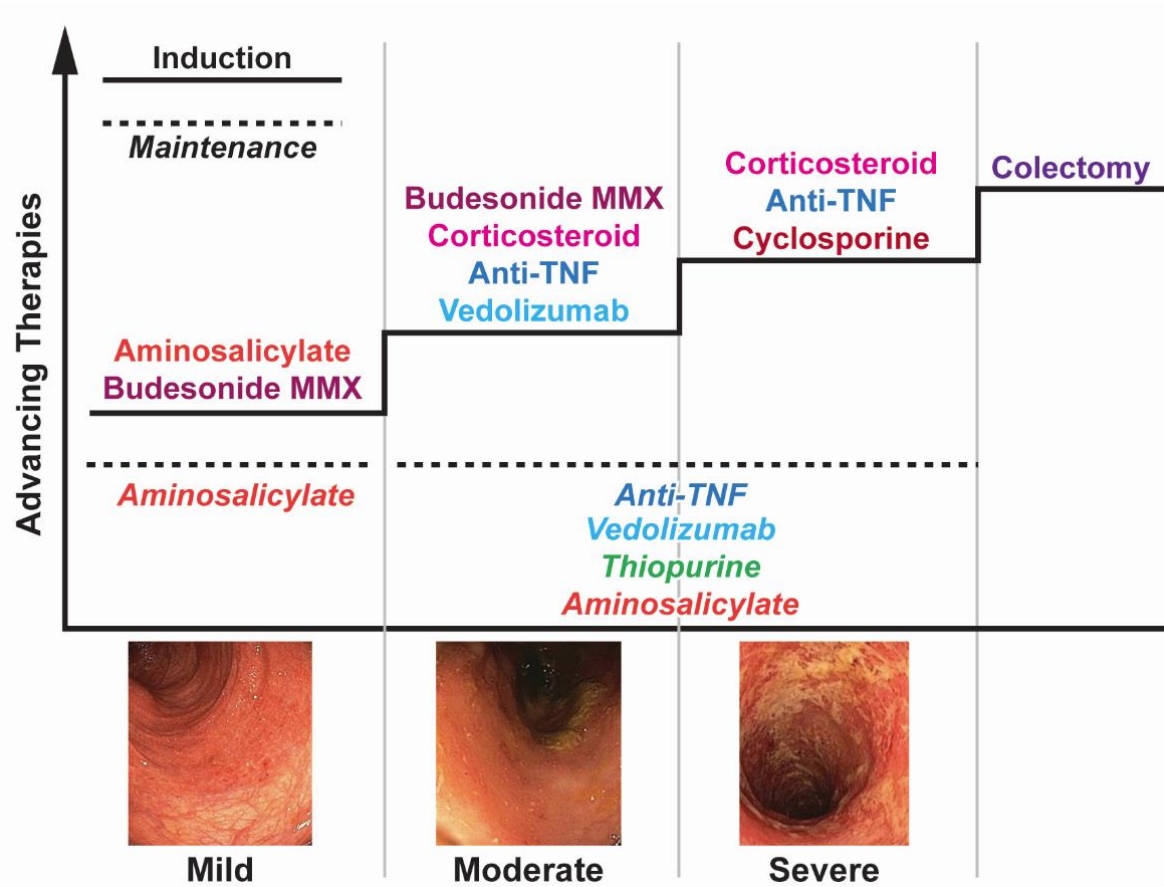 Induction
Maintenance
Advancing Therapies
Aminosalicylate
Budesonide MMX
Budesonide MMX
Corticosteroid
Anti-TNF
Vedolizumab
Corticosteroid
Anti-TNF
Cyclosporine
Colectomy
Aminosalicylate
Anti-TNF
Vedolizumab
Thiopurine
Aminosalicylate
Mild
Moderate
Severe